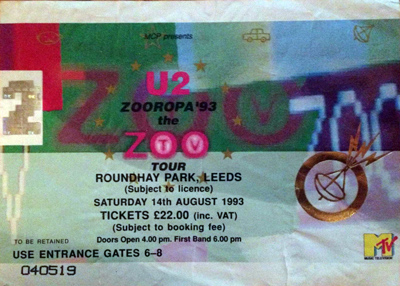 MCP presents
U2
ZOOROPA'93
the
ZOO TV
TOUR
ROUNDHAY PARK, LEEDS
(Subject to licence)
SATURDAY 14th AUGUST 1993
TICKETS £22.00 (inc. VAT)
(Subject to booking fee)
Doors Open 4.00 pm. First Band 6.00 pm
TO BE RETAINED
USE ENTRANCE GATES 6–8
040519
MTV
MUSIC TELEVISION